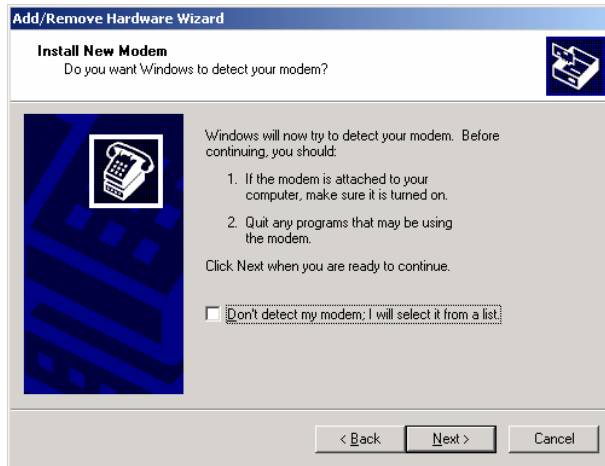 Add/Remove Hardware Wizard
Install New Modem
Do you want Windows to detect your modem?
Windows will now try to detect your modem. Before
continuing, you should:
1. If the modem is attached to your
computer, make sure it is turned on.
2. Quit any programs that may be using
the modem.
Click Next when you are ready to continue.
Don't detect my modem; I will select it from a list.
< Back
Next >
Cancel